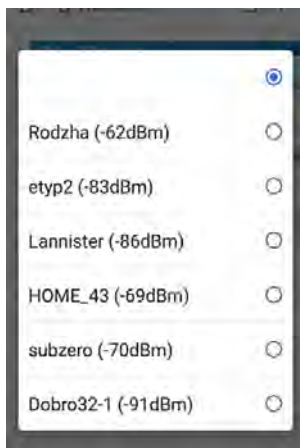 Rodzha (-62dBm)
etyp2 (-83dBm)
Lannister (-86dBm)
HOME_43 (-69dBm)
subzero (-70dBm)
Dobro32-1 (-91dBm)